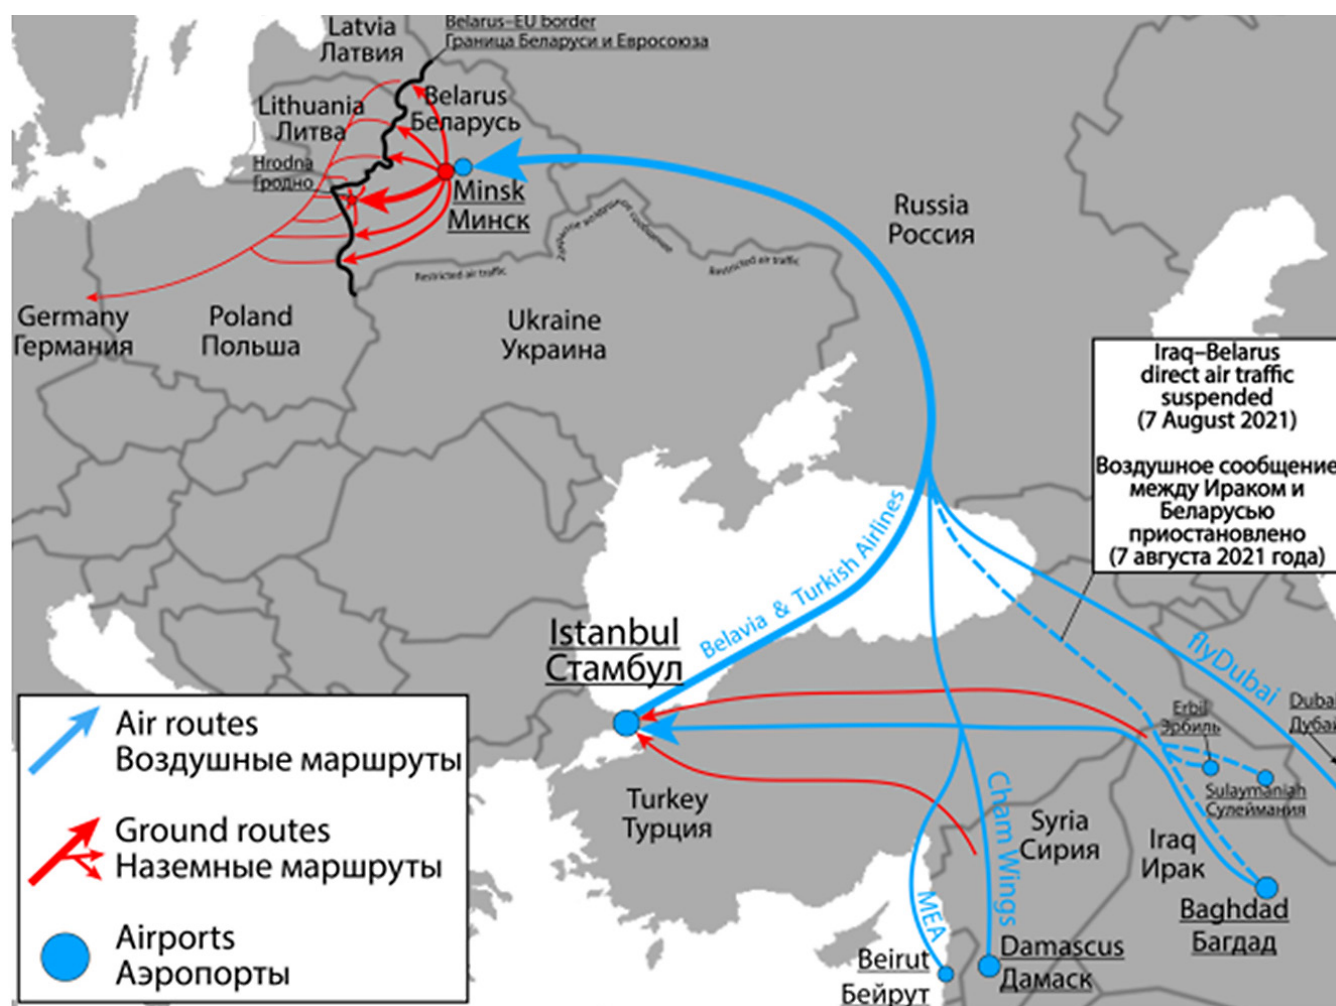 Latvia
ЛАТВИЯ
Belarus–EU border
Граница Беларуси и Евросоюза
Lithuania
Литва
Belarus
Беларусь
Hrodna
Гродно
Minsk
Минск
Russia
Россия
Restricted air traffic
Restricted air traffic
Germany
Германия
Poland
Польша
Ukraine
Украина
Iraq–Belarus
direct air traffic
suspended
(7 August 2021)
Воздушное сообщение
между Ираком и
Беларусью
приостановлено
(7 августа 2021 года)
Belavia & Turkish Airlines
Istanbul
Стамбул
flyDubai
Dubai
Дубай
Erbil
Эрбиль
Sulaymaniah
Сулеймания
Turkey
Турция
Cham Wings
Syria
Сирия
Iraq
Ирак
MEA
Baghdad
Багдад
Beirut
Бейрут
Damascus
Дамаск
Air routes
Воздушные маршруты
Ground routes
Наземные маршруты
Airports
Аэропорты